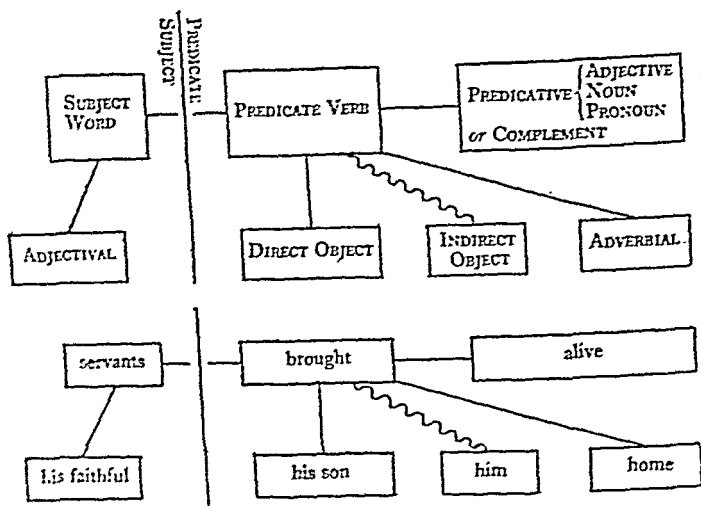 SUBJECT
PREDICATE
SUBJECT
WORD
PREDICATE VERB
PREDICATIVE { ADJECTIVE
NOUN
PRONOUN
or COMPLEMENT
ADJECTIVAL
DIRECT OBJECT
INDIRECT
OBJECT
ADVERBIAL
servants
brought
alive
his faithful
his son
him
home